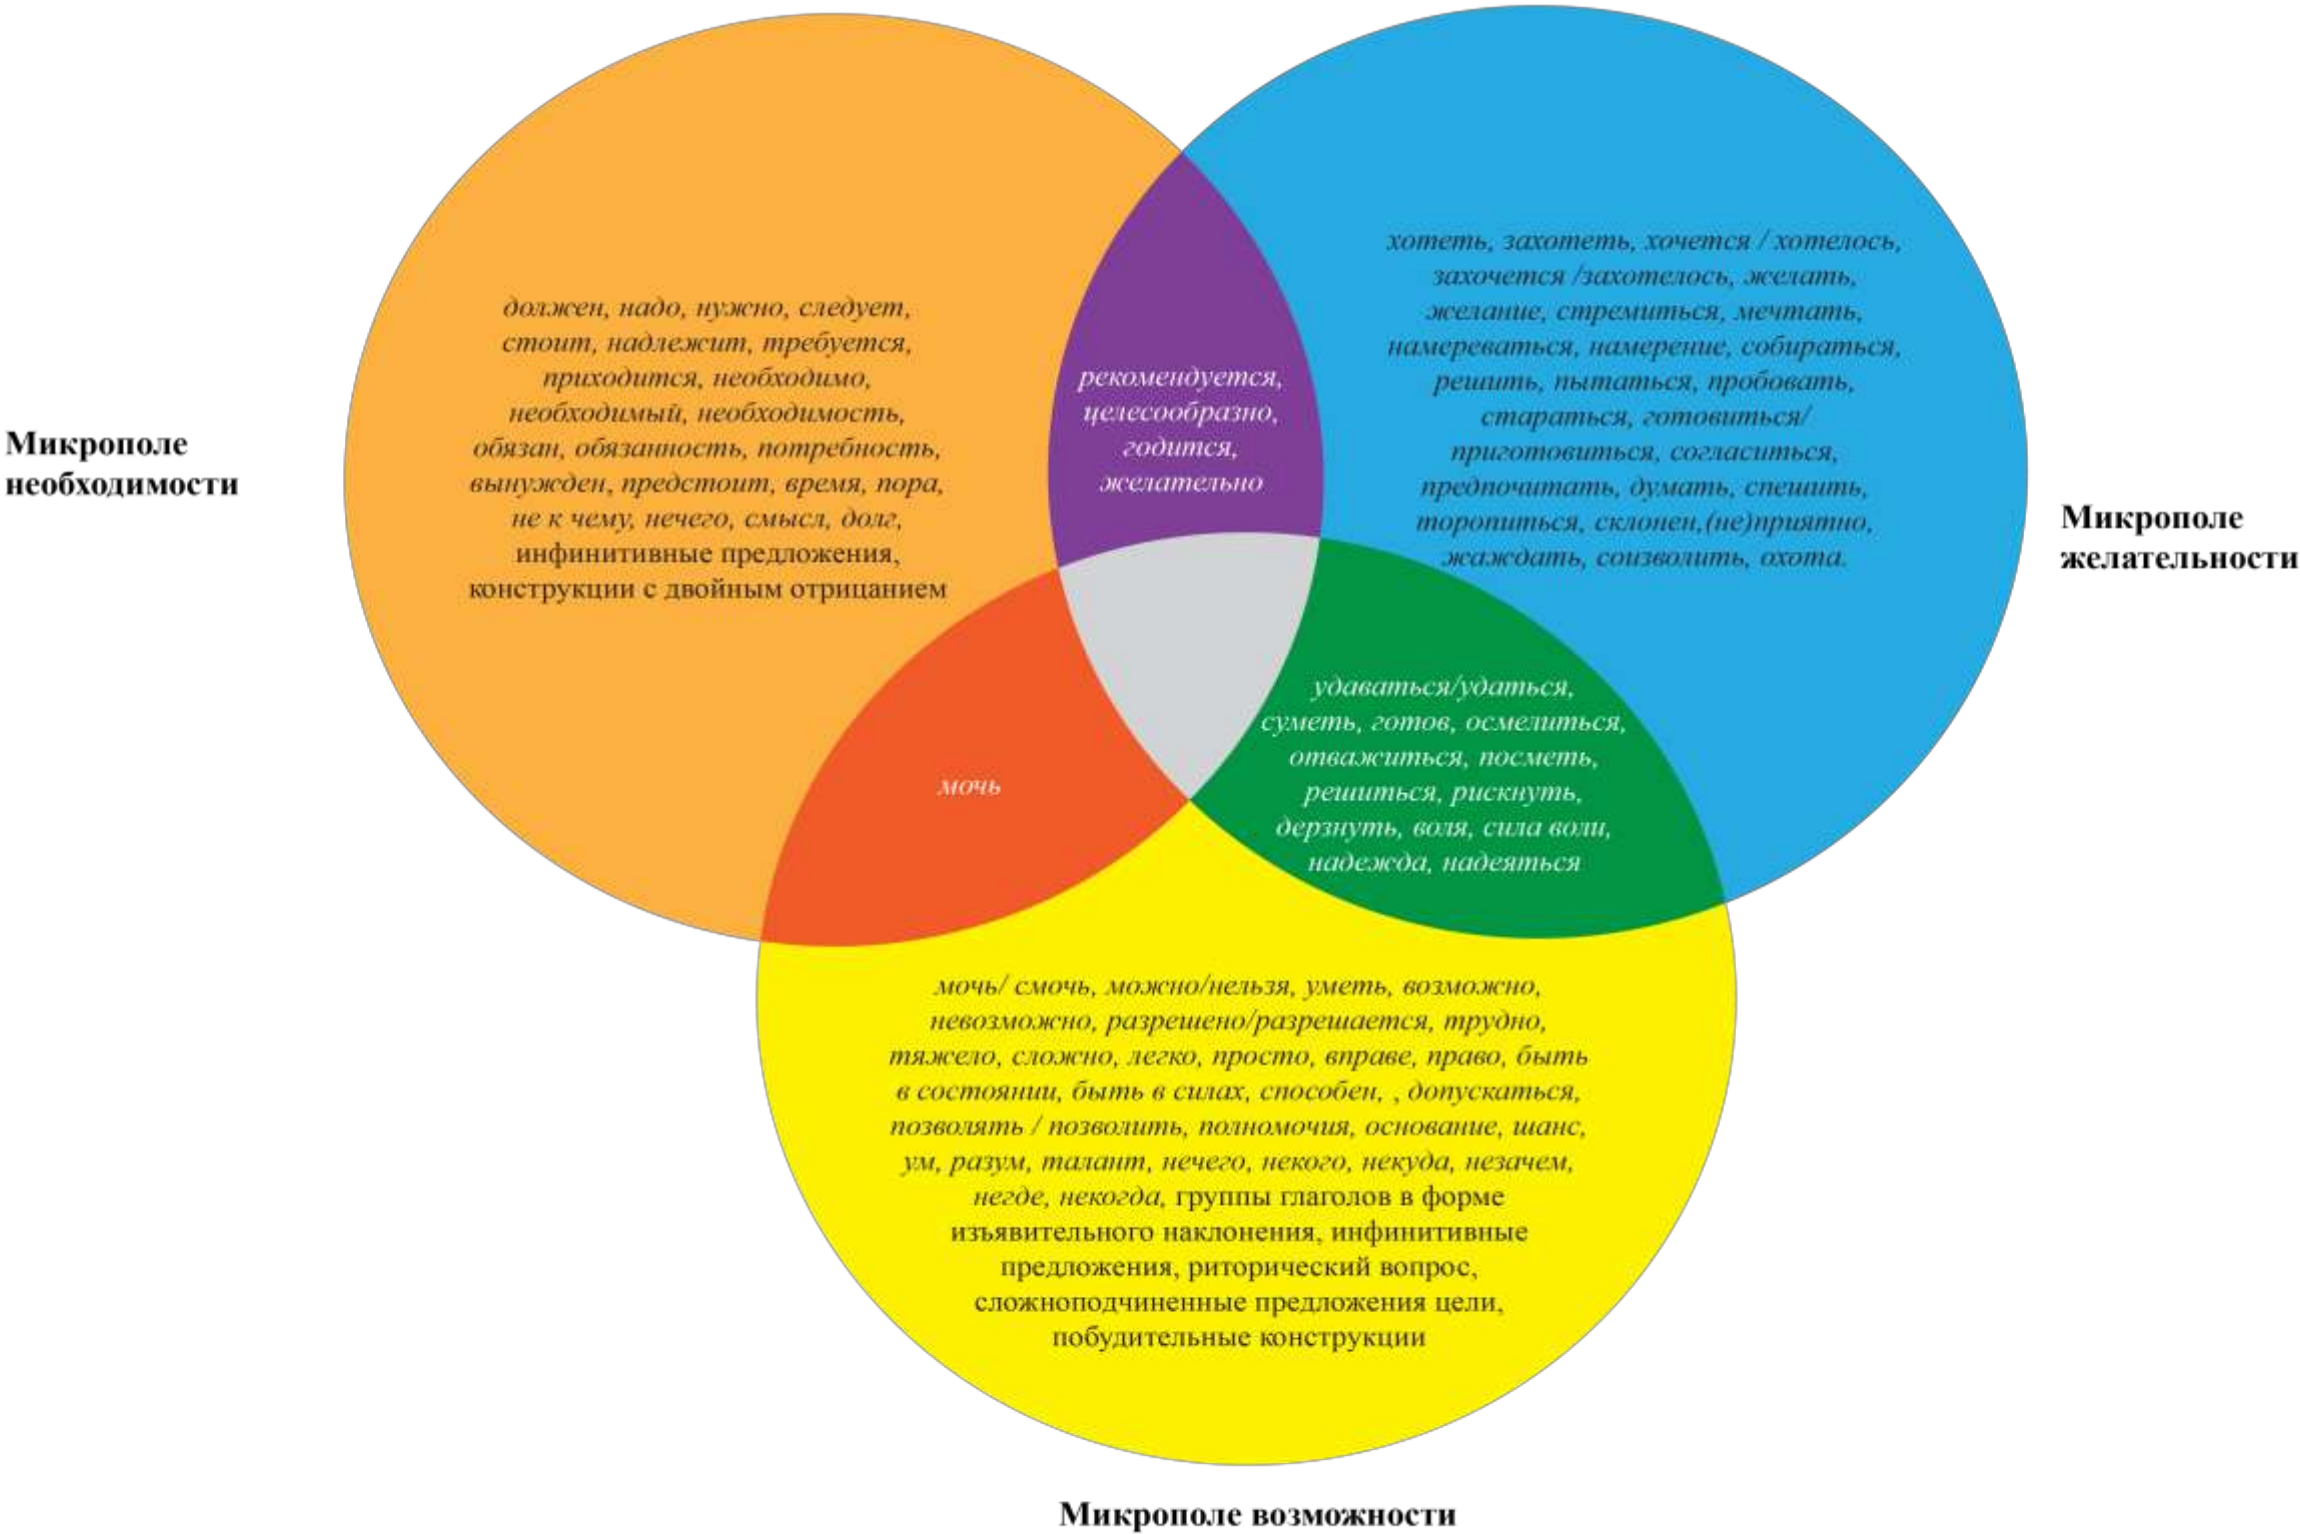 Микрополе
необходимости
должен, надо, нужно, следует,
стоит, надлежит, требуется,
приходится, необходимо,
необходимый, необходимость,
обязан, обязанность, потребность,
вынужден, предстоит, время, пора,
не к чему, нечего, смысл, долг,
инфинитивные предложения,
конструкции с двойным отрицанием
рекомендуется,
целесообразно,
годится,
желательно
хотеть, захотеть, хочется / хотелось,
захочется /захотелось, желать,
желание, стремиться, мечтать,
намереваться, намерение, собираться,
решить, пытаться, пробовать,
стараться, готовиться/
приготовиться, согласиться,
предпочитать, думать, спешить,
торопиться, склонен,(не)приятно,
жаждать, соизволить, охота.
Микрополе
желательности
мочь
удаваться/удаться,
суметь, готов, осмелиться,
отважиться, посметь,
решиться, рискнуть,
дерзнуть, воля, сила воли,
надежда, надеяться
мочь/ смочь, можно/нельзя, уметь, возможно,
невозможно, разрешено/разрешается, трудно,
тяжело, сложно, легко, просто, вправе, право, быть
в состоянии, быть в силах, способен, , допускаться,
позволять / позволить, полномочия, основание, шанс,
ум, разум, талант, нечего, некого, некуда, незачем,
негде, некогда, группы глаголов в форме
изъявительного наклонения, инфинитивные
предложения, риторический вопрос,
сложноподчиненные предложения цели,
побудительные конструкции
Микрополе возможности